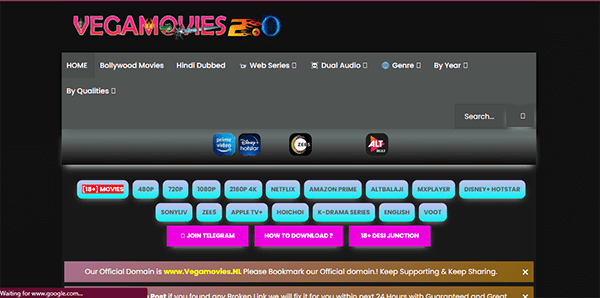 VEGAMOVIES 2.0
HOME Bollywood Movies Hindi Dubbed Web Series Dual Audio Genre By Year
By Qualities
Search...
prime video Disney+ hotstar ZEE5 ALT
[18+] MOVIES 480P 720P 1080P 2160P 4K NETFLIX AMAZON PRIME ALTBALAJI MXPLAYER DISNEY+ HOTSTAR
SONYLIV ZEE5 APPLE TV+ HOICHOI K-DRAMA SERIES ENGLISH VOOT
JOIN TELEGRAM HOW TO DOWNLOAD ? 18+ DESI JUNCTION
Our Official Domain is www.Vegamovies.NL Please Bookmark our Official domain.! Keep Supporting & Keep Sharing. ×
Waiting for www.google.com...
Post if you found any Broken Link we will fix it for you within next 24 Hours with Guaranteed and Great ×